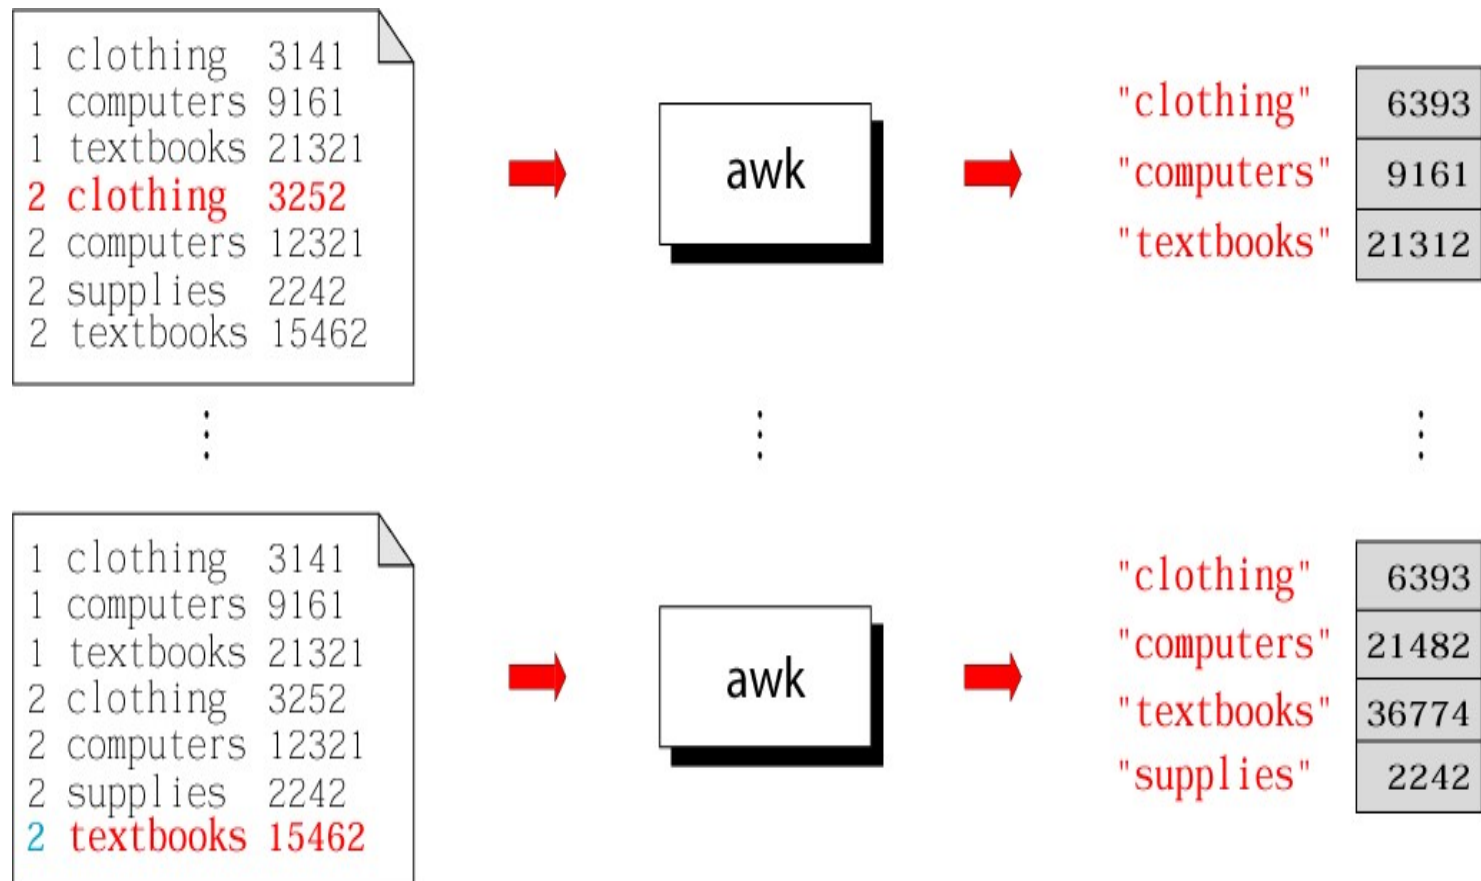 1 clothing 3141
1 computers 9161
1 textbooks 21321
2 clothing 3252
2 computers 12321
2 supplies 2242
2 textbooks 15462
awk
"clothing" 6393
"computers" 9161
"textbooks" 21312
1 clothing 3141
1 computers 9161
1 textbooks 21321
2 clothing 3252
2 computers 12321
2 supplies 2242
2 textbooks 15462
awk
"clothing" 6393
"computers" 21482
"textbooks" 36774
"supplies" 2242